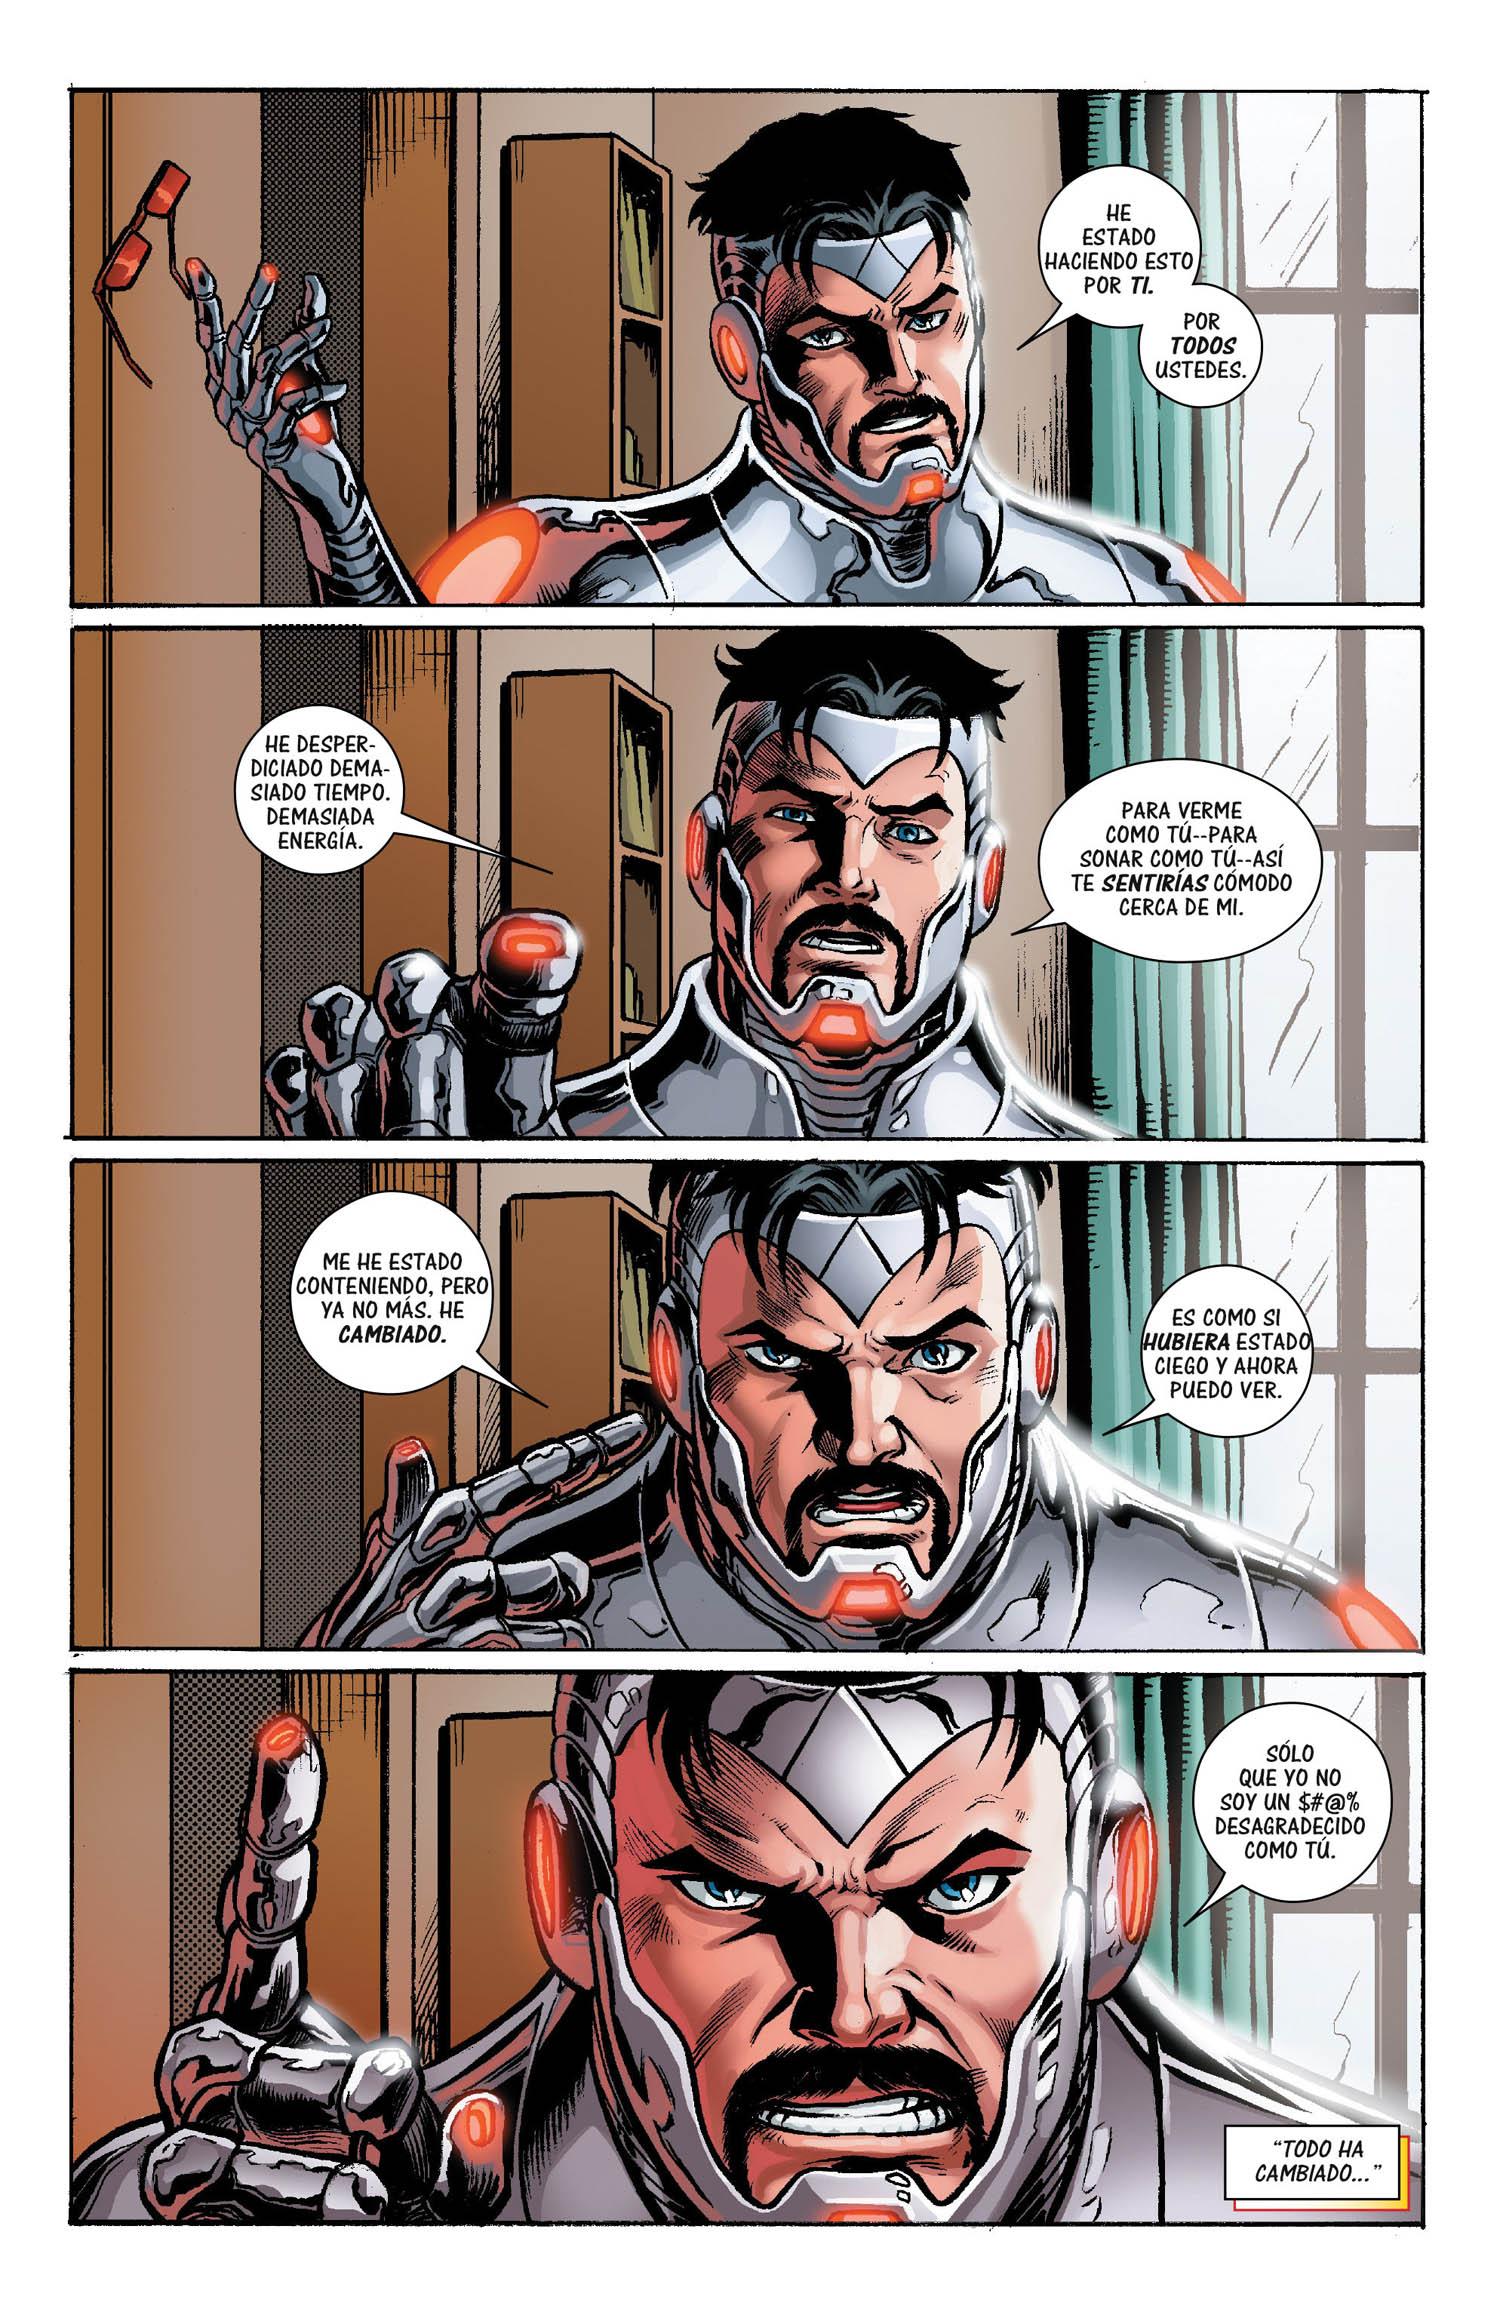 HE
ESTADO
HACIENDO ESTO
POR TI.
POR
TODOS
USTEDES.
HE DESPER-
DICIADO DEMA-
SIADO TIEMPO.
DEMASIADA
ENERGÍA.
PARA VERME
COMO TÚ--PARA
SONAR COMO TÚ--ASÍ
TE SENTIRÍAS CÓMODO
CERCA DE MI.
ME HE ESTADO
CONTENIENDO, PERO
YA NO MÁS. HE
CAMBIADO.
ES COMO SI
HUBIERA ESTADO
CIEGO Y AHORA
PUEDO VER.
SÓLO
QUE YO NO
SOY UN $#@%
DESAGRADECIDO
COMO TÚ.
“TODO HA
CAMBIADO...”